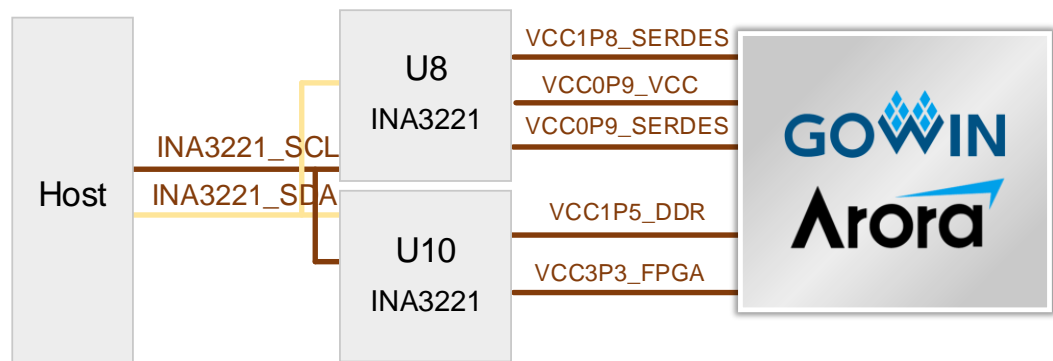 Host
INA3221_SCL
INA3221_SDA
U8
INA3221
U10
INA3221
VCC1P8_SERDES
VCC0P9_VCC
VCC0P9_SERDES
VCC1P5_DDR
VCC3P3_FPGA
GOWIN
Arora